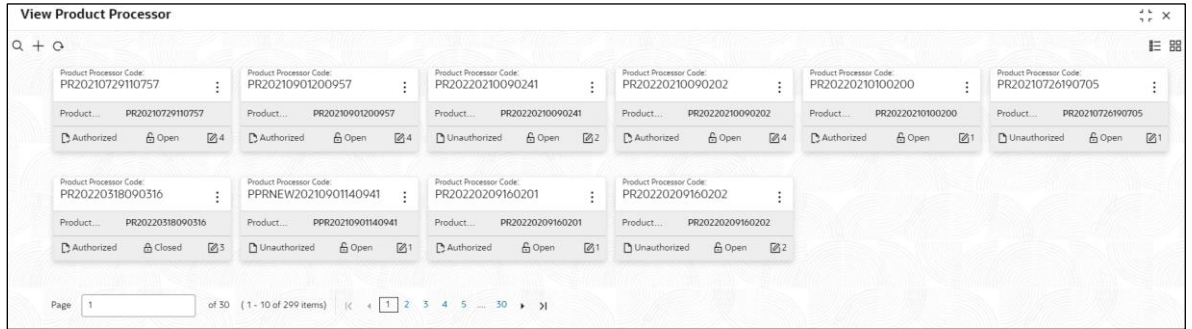 View Product Processor
Product Processor Code: Product Processor Code: Product Processor Code: Product Processor Code: Product Processor Code: Product Processor Code:
PR20210729110757 PR20210901200957 PR20220210090241 PR20220210090202 PR20220210100200 PR20210726190705
Product... PR20210729110757 Product... PR20210901200957 Product... PR20220210090241 Product... PR20220210090202 Product... PR20220210100200 Product... PR20210726190705
Authorized Open 4 Authorized Open 4 Unauthorized Open 2 Authorized Open 4 Authorized Open 1 Unauthorized Open 1
Product Processor Code: Product Processor Code: Product Processor Code: Product Processor Code:
PR20220318090316 PPRNEW20210901140941 PR20220209160201 PR20220209160202
Product... PR20220318090316 Product... PPR20210901140941 Product... PR20220209160201 Product... PR20220209160202
Authorized Closed 3 Unauthorized Open 1 Authorized Open 1 Unauthorized Open 2
Page 1 of 30 (1 - 10 of 299 items) 1 2 3 4 5 ... 30